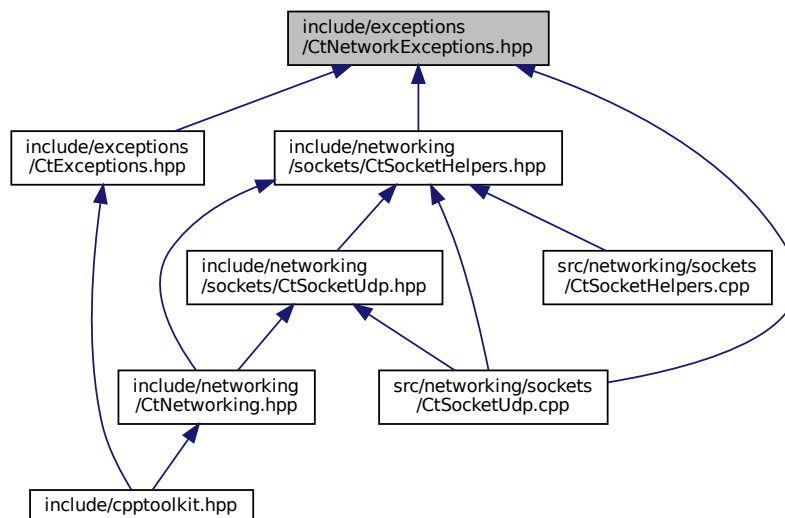 include/exceptions
/CtNetworkExceptions.hpp
include/exceptions
/CtExceptions.hpp
include/networking
/sockets/CtSocketHelpers.hpp
include/networking
/sockets/CtSocketUdp.hpp
src/networking/sockets
/CtSocketHelpers.cpp
include/networking
/CtNetworking.hpp
src/networking/sockets
/CtSocketUdp.cpp
include/cpptoolkit.hpp